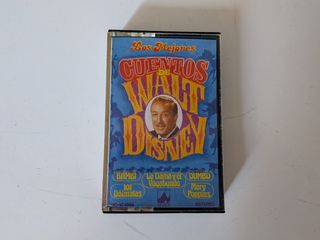 Los Mejores
CUENTOS
DE
WALT
DISNEY
BAMBI
La Dama y el
Vagabundo
DUMBO
101
Dálmatas
Mary
Poppins